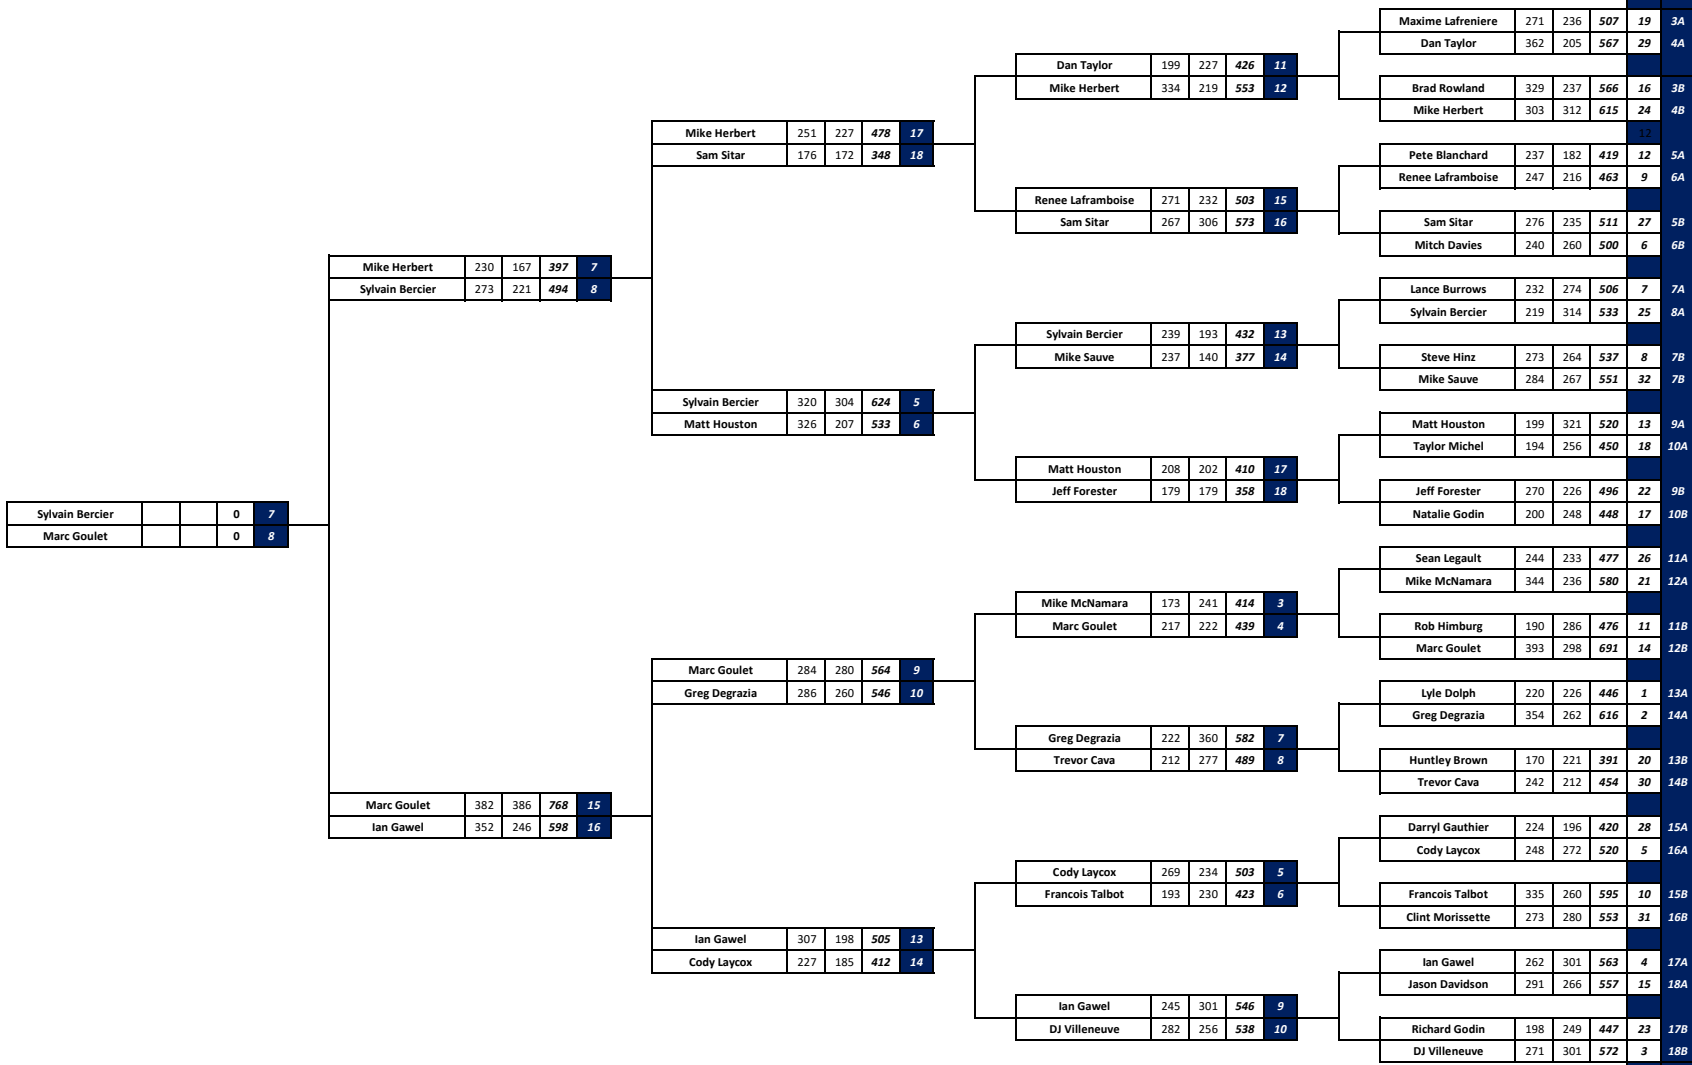 Maxime Lafreniere 271 236 507 19 3A
Dan Taylor 362 205 567 29 4A
Dan Taylor 199 227 426 11
Mike Herbert 334 219 553 12
Brad Rowland 329 237 566 16 3B
Mike Herbert 303 312 615 24 4B
12
Mike Herbert 251 227 478 17
Sam Sitar 176 172 348 18
Pete Blanchard 237 182 419 12 5A
Renee Laframboise 247 216 463 9 6A
Renee Laframboise 271 232 503 15
Sam Sitar 267 306 573 16
Sam Sitar 276 235 511 27 5B
Mitch Davies 240 260 500 6 6B
Mike Herbert 230 167 397 7
Sylvain Bercier 273 221 494 8
Lance Burrows 232 274 506 7 7A
Sylvain Bercier 219 314 533 25 8A
Sylvain Bercier 239 193 432 13
Mike Sauve 237 140 377 14
Steve Hinz 273 264 537 8 7B
Mike Sauve 284 267 551 32 7B
Sylvain Bercier 320 304 624 5
Matt Houston 326 207 533 6
Matt Houston 199 321 520 13 9A
Taylor Michel 194 256 450 18 10A
Matt Houston 208 202 410 17
Jeff Forester 179 179 358 18
Jeff Forester 270 226 496 22 9B
Natalie Godin 200 248 448 17 10B
Sylvain Bercier 0 7
Marc Goulet 0 8
Sean Legault 244 233 477 26 11A
Mike McNamara 344 236 580 21 12A
Mike McNamara 173 241 414 3
Marc Goulet 217 222 439 4
Rob Himburg 190 286 476 11 11B
Marc Goulet 393 298 691 14 12B
Marc Goulet 284 280 564 9
Greg Degrazia 286 260 546 10
Lyle Dolph 220 226 446 1 13A
Greg Degrazia 354 262 616 2 14A
Greg Degrazia 222 360 582 7
Trevor Cava 212 277 489 8
Huntley Brown 170 221 391 20 13B
Trevor Cava 242 212 454 30 14B
Marc Goulet 382 386 768 15
Ian Gawel 352 246 598 16
Darryl Gauthier 224 196 420 28 15A
Cody Laycox 248 272 520 5 16A
Cody Laycox 269 234 503 5
Francois Talbot 193 230 423 6
Francois Talbot 335 260 595 10 15B
Clint Morissette 273 280 553 31 16B
Ian Gawel 307 198 505 13
Cody Laycox 227 185 412 14
Ian Gawel 262 301 563 4 17A
Jason Davidson 291 266 557 15 18A
Ian Gawel 245 301 546 9
DJ Villeneuve 282 256 538 10
Richard Godin 198 249 447 23 17B
DJ Villeneuve 271 301 572 3 18B